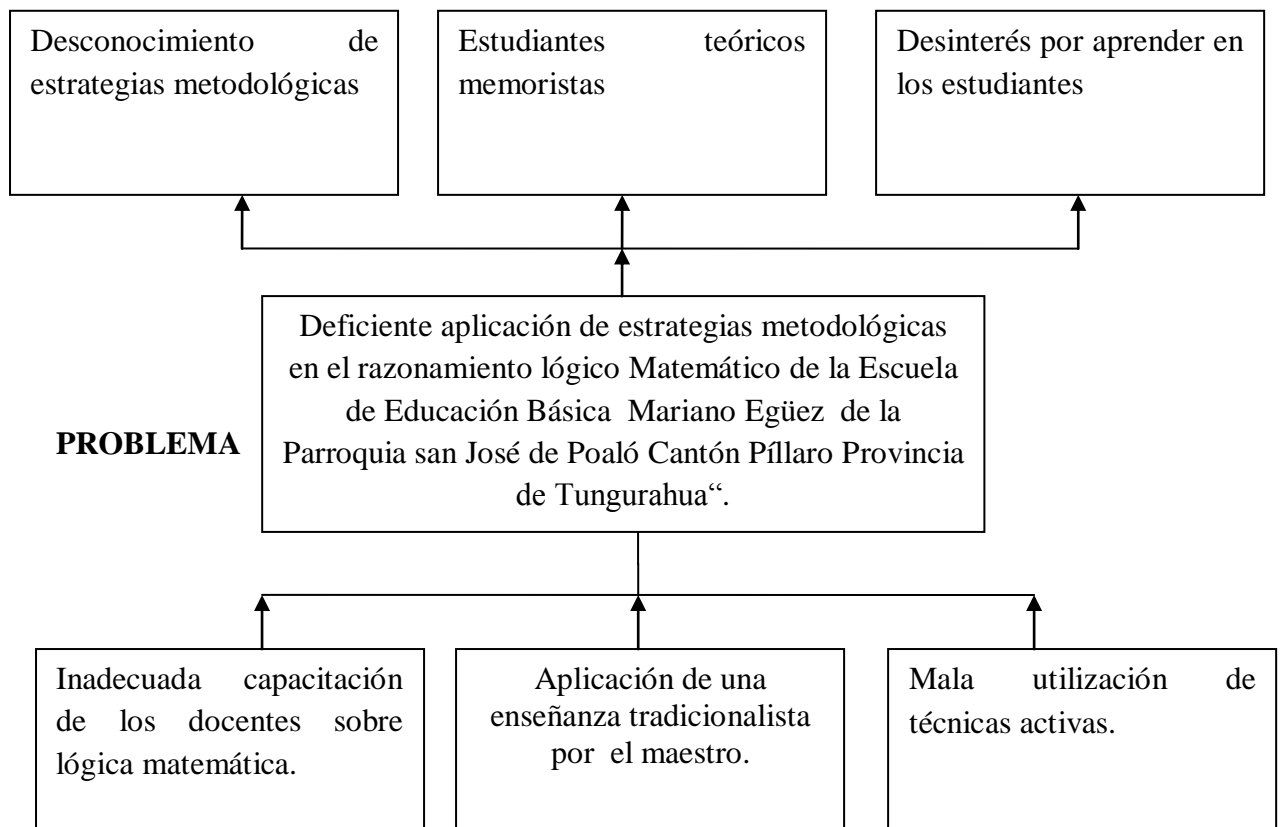 Desconocimiento de
estrategias metodológicas
Estudiantes teóricos
memoristas
Desinterés por aprender en
los estudiantes
Deficiente aplicación de estrategias metodológicas
en el razonamiento lógico Matemático de la Escuela
de Educación Básica Mariano Egüez de la
Parroquia san José de Poaló Cantón Píllaro Provincia
de Tungurahua“.
PROBLEMA
Inadecuada capacitación
de los docentes sobre
lógica matemática.
Aplicación de una
enseñanza tradicionalista
por el maestro.
Mala utilización de
técnicas activas.